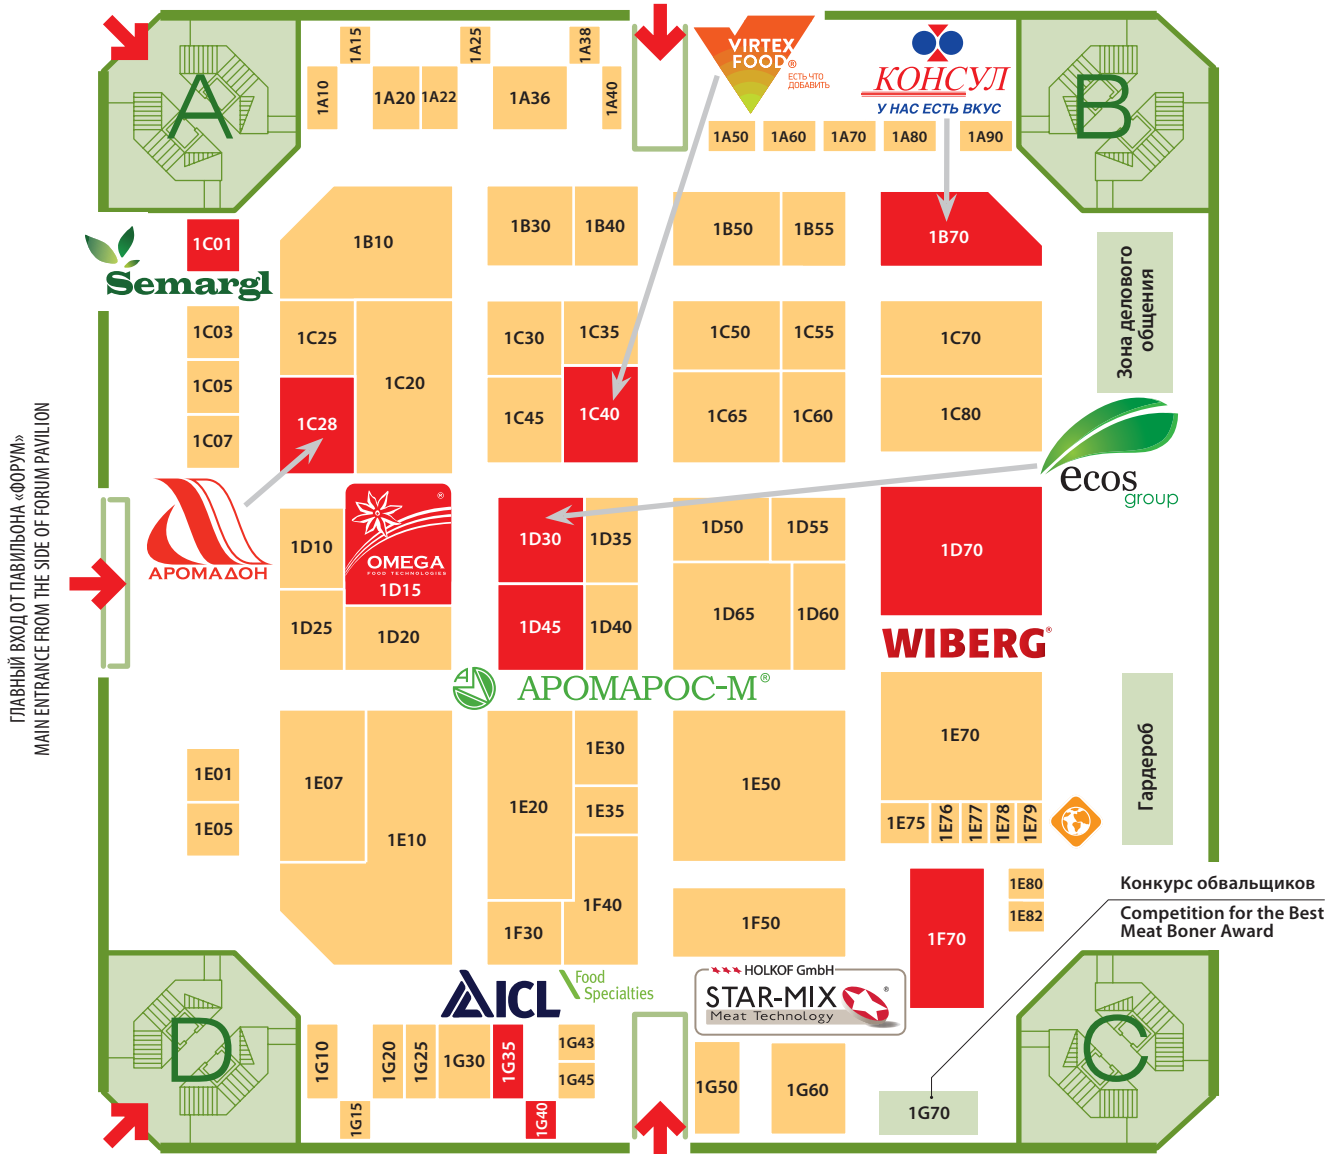 A
1A15
1A25
1A38
1A10
1A20
1A22
1A36
1A40
VIRTEX
FOOD®
ЕСТЬ ЧТО
ДОБАВИТЬ
КОНСУЛ
У НАС ЕСТЬ ВКУС
B
1A50
1A60
1A70
1A80
1A90
1C01
Semargl
1B10
1B30
1B40
1B50
1B55
1B70
Зона делового
общения
1C03
1C05
1C07
1C25
1C20
1C28
1C30
1C35
1C45
1C40
1C50
1C55
1C65
1C60
1C70
1C80
ecos
group
ГЛАВНЫЙ ВХОД ОТ ПАВИЛЬОНА «ФОРУМ»
MAIN ENTRANCE FROM THE SIDE OF FORUM PAVILION
АРОМАДОН
1D10
®
OMEGA
FOOD TECHNOLOGIES
1D15
1D25
1D20
1D30
1D35
1D45
1D40
1D50
1D55
1D65
1D60
1D70
WIBERG®
АРОМАРОС-М®
1E01
1E05
1E07
1E10
1E20
1E30
1E35
1F40
1F30
1E50
1F50
1E70
1E75
1E76
1E77
1E78
1E79
Гардероб
1E80
1E82
1F70
Конкурс обвальщиков
Competition for the Best
Meat Boner Award
ICL
Food
Specialties
HOLKOF GmbH
STAR-MIX®
Meat Technology
D
1G10
1G15
1G20
1G25
1G30
1G35
1G40
1G43
1G45
1G50
1G60
1G70
C